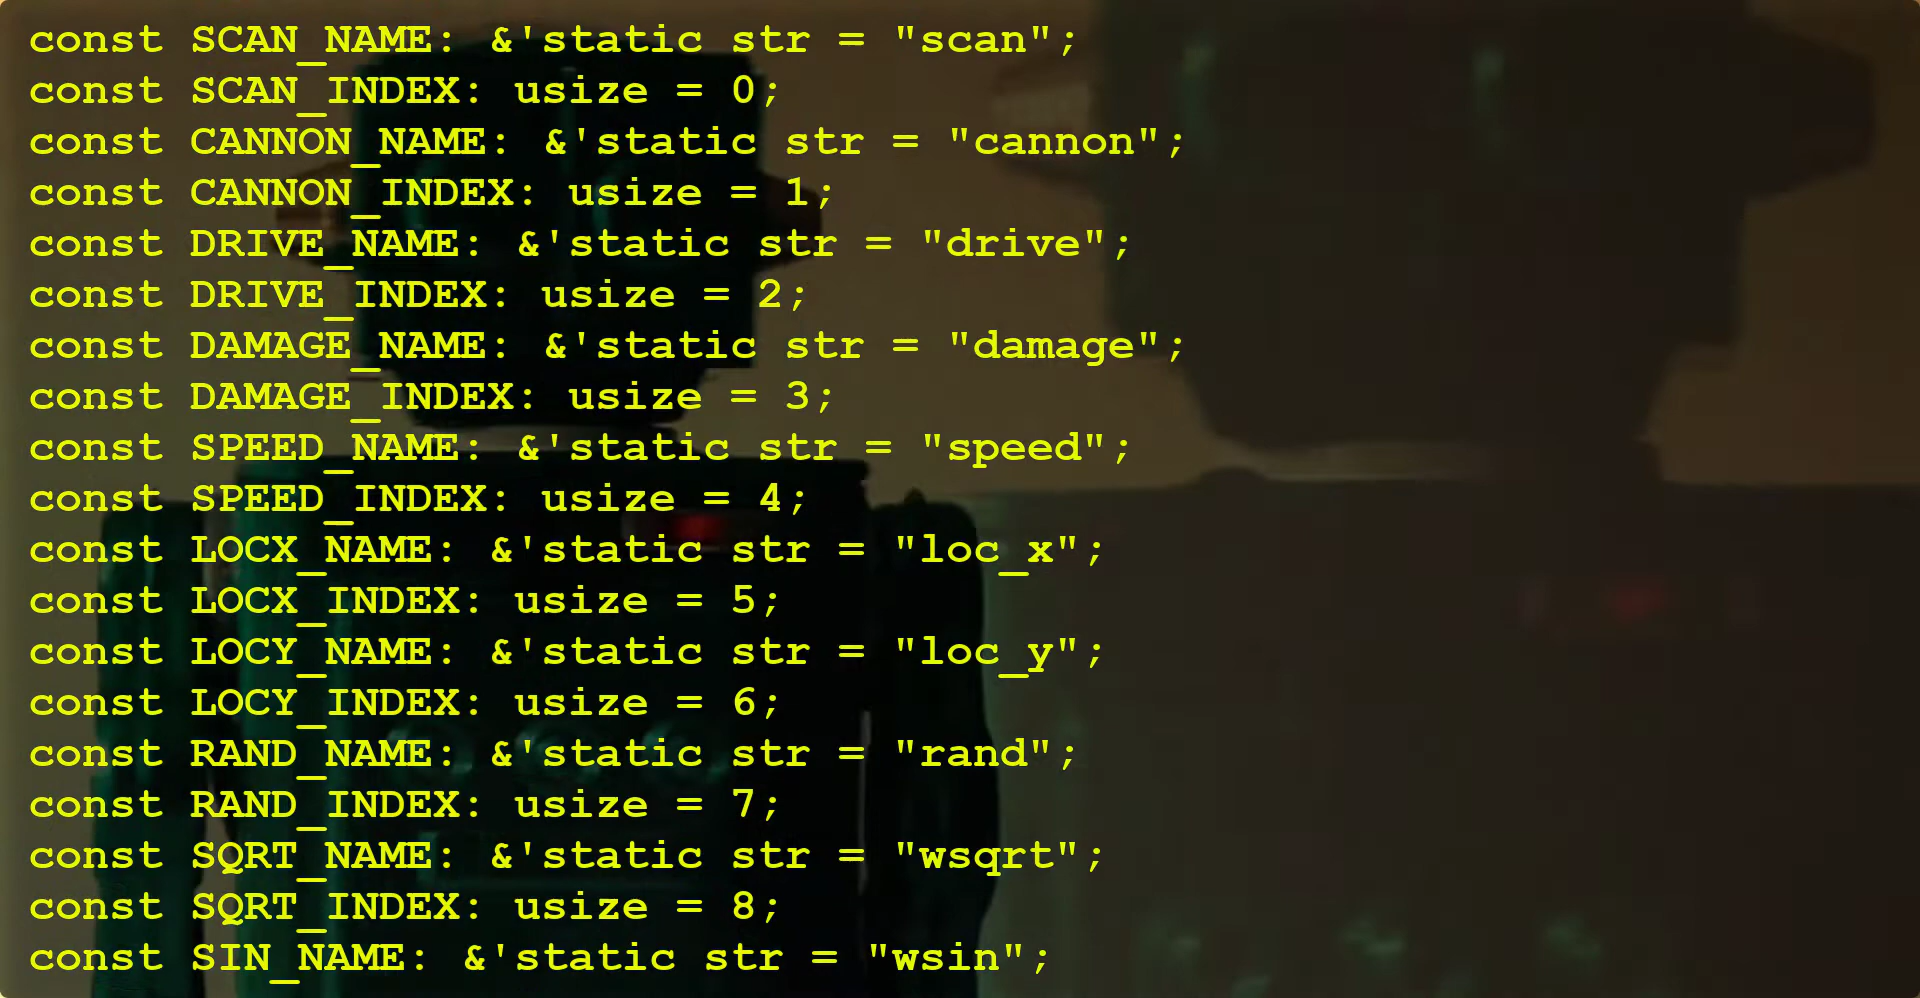 const SCAN_NAME: &'static str = "scan";
const SCAN_INDEX: usize = 0;
const CANNON_NAME: &'static str = "cannon";
const CANNON_INDEX: usize = 1;
const DRIVE_NAME: &'static str = "drive";
const DRIVE_INDEX: usize = 2;
const DAMAGE_NAME: &'static str = "damage";
const DAMAGE_INDEX: usize = 3;
const SPEED_NAME: &'static str = "speed";
const SPEED_INDEX: usize = 4;
const LOCX_NAME: &'static str = "loc_x";
const LOCX_INDEX: usize = 5;
const LOCY_NAME: &'static str = "loc_y";
const LOCY_INDEX: usize = 6;
const RAND_NAME: &'static str = "rand";
const RAND_INDEX: usize = 7;
const SQRT_NAME: &'static str = "wsqrt";
const SQRT_INDEX: usize = 8;
const SIN_NAME: &'static str = "wsin";